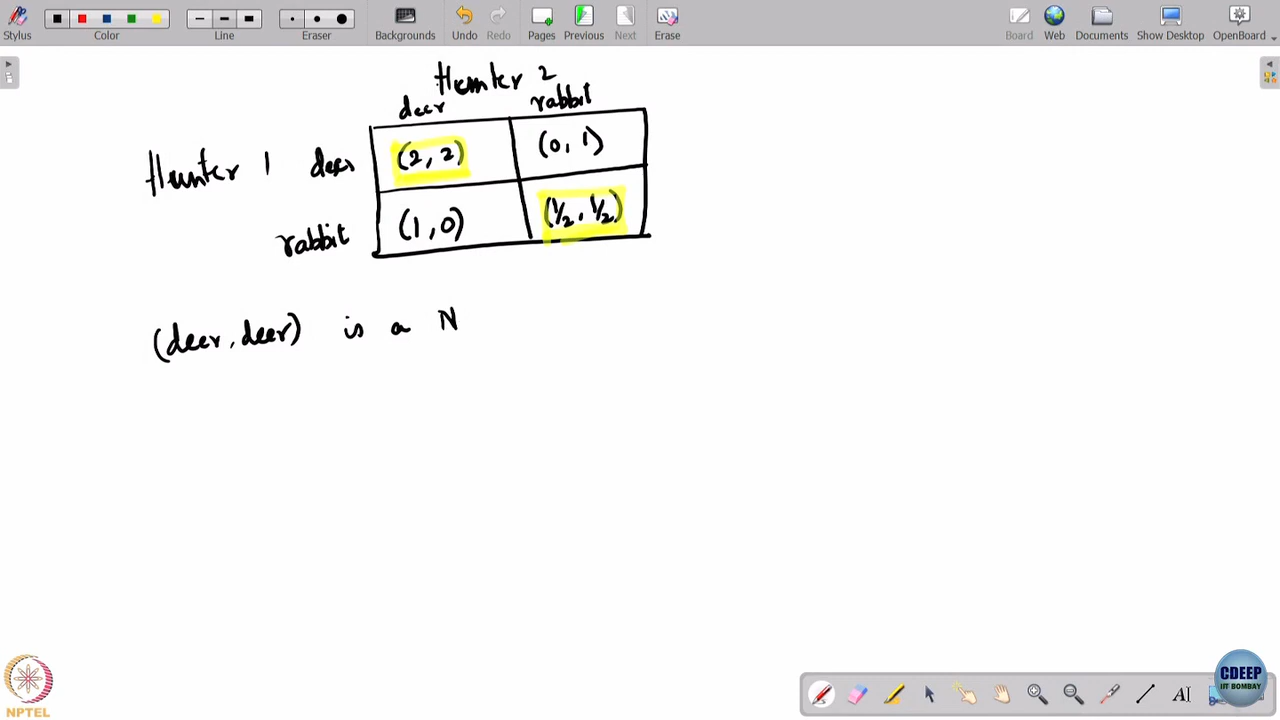 Stylus Color Line Eraser Backgrounds Undo Redo Pages Previous Next Erase Board Web Documents Show Desktop OpenBoard
Hunter 2
deer rabbit
Hunter 1 deer (2, 2) (0, 1)
rabbit (1, 0) (1/2, 1/2)
(deer, deer) is a N
NPTEL
CDEEP
IIT BOMBAY